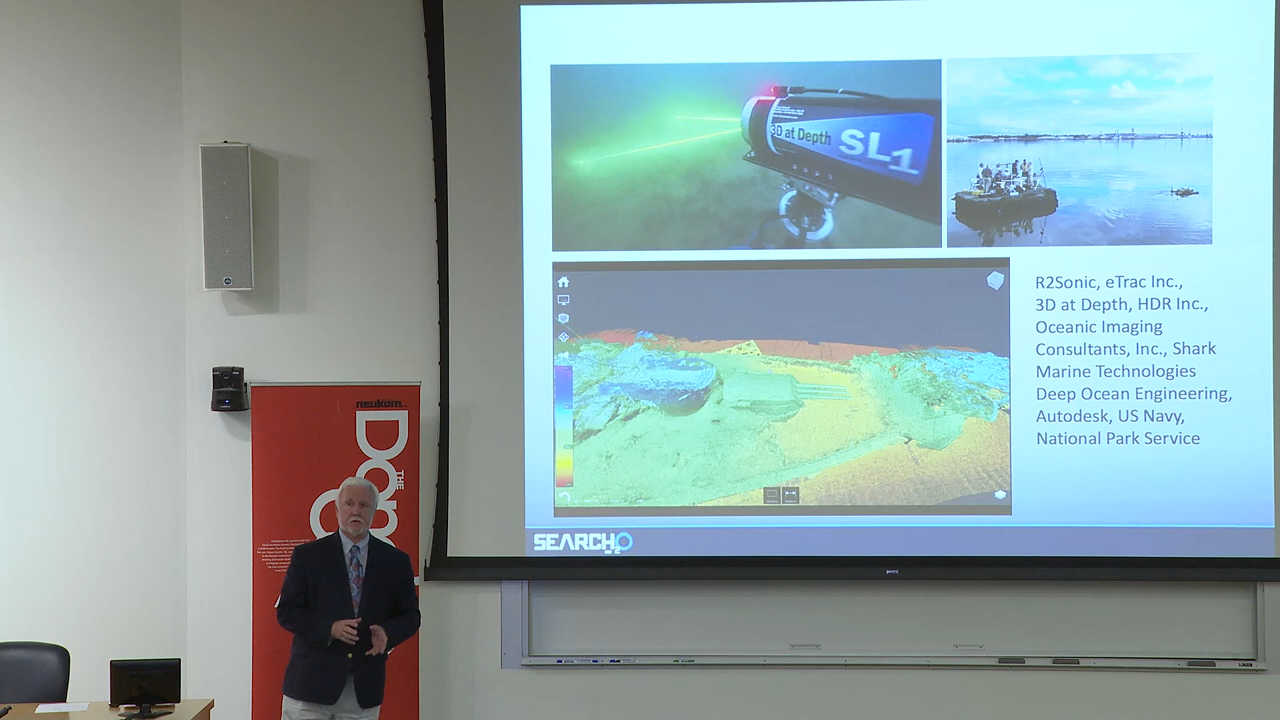 3D at Depth SL1
R2Sonic, eTrac Inc.,
3D at Depth, HDR Inc.,
Oceanic Imaging
Consultants, Inc., Shark
Marine Technologies
Deep Ocean Engineering,
Autodesk, US Navy,
National Park Service
SEARCH
neukom.
THE